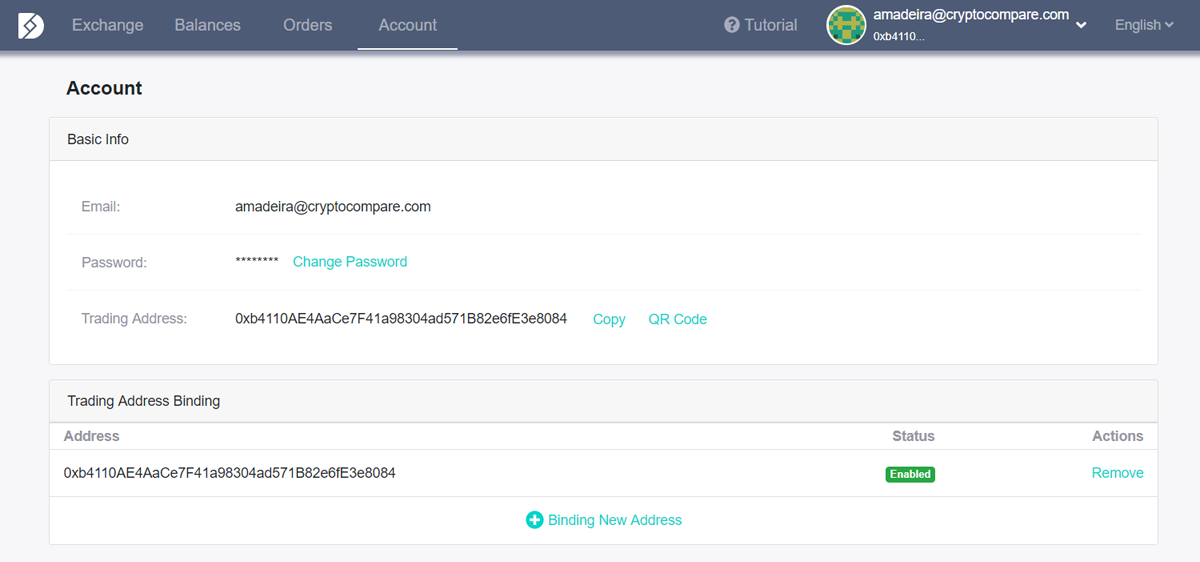 Exchange Balances Orders Account Tutorial amadeira@cryptocompare.com English
0xb4110...
Account
Basic Info
Email: amadeira@cryptocompare.com
Password: ******** Change Password
Trading Address: 0xb4110AE4AaCe7F41a98304ad571B82e6fE3e8084 Copy QR Code
Trading Address Binding
Address Status Actions
0xb4110AE4AaCe7F41a98304ad571B82e6fE3e8084 Enabled Remove
Binding New Address